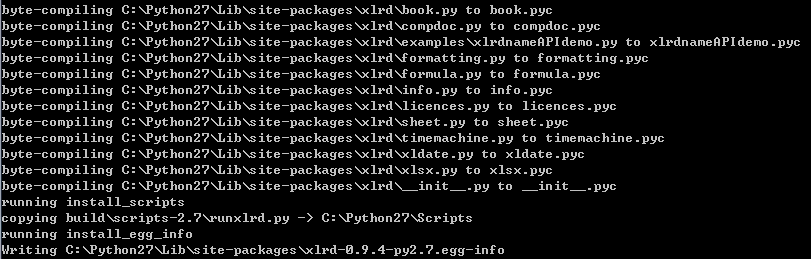 byte-compiling C:\Python27\Lib\site-packages\xlrd\book.py to book.pyc
byte-compiling C:\Python27\Lib\site-packages\xlrd\compdoc.py to compdoc.pyc
byte-compiling C:\Python27\Lib\site-packages\xlrd\examples\xlrdnameAPIdemo.py to xlrdnameAPIdemo.pyc
byte-compiling C:\Python27\Lib\site-packages\xlrd\formatting.py to formatting.pyc
byte-compiling C:\Python27\Lib\site-packages\xlrd\formula.py to formula.pyc
byte-compiling C:\Python27\Lib\site-packages\xlrd\info.py to info.pyc
byte-compiling C:\Python27\Lib\site-packages\xlrd\licences.py to licences.pyc
byte-compiling C:\Python27\Lib\site-packages\xlrd\sheet.py to sheet.pyc
byte-compiling C:\Python27\Lib\site-packages\xlrd\timemachine.py to timemachine.pyc
byte-compiling C:\Python27\Lib\site-packages\xlrd\xldate.py to xldate.pyc
byte-compiling C:\Python27\Lib\site-packages\xlrd\xlsx.py to xlsx.pyc
byte-compiling C:\Python27\Lib\site-packages\xlrd\__init__.py to __init__.pyc
running install_scripts
copying build\scripts-2.7\runxlrd.py -> C:\Python27\Scripts
running install_egg_info
Writing C:\Python27\Lib\site-packages\xlrd-0.9.4-py2.7.egg-info